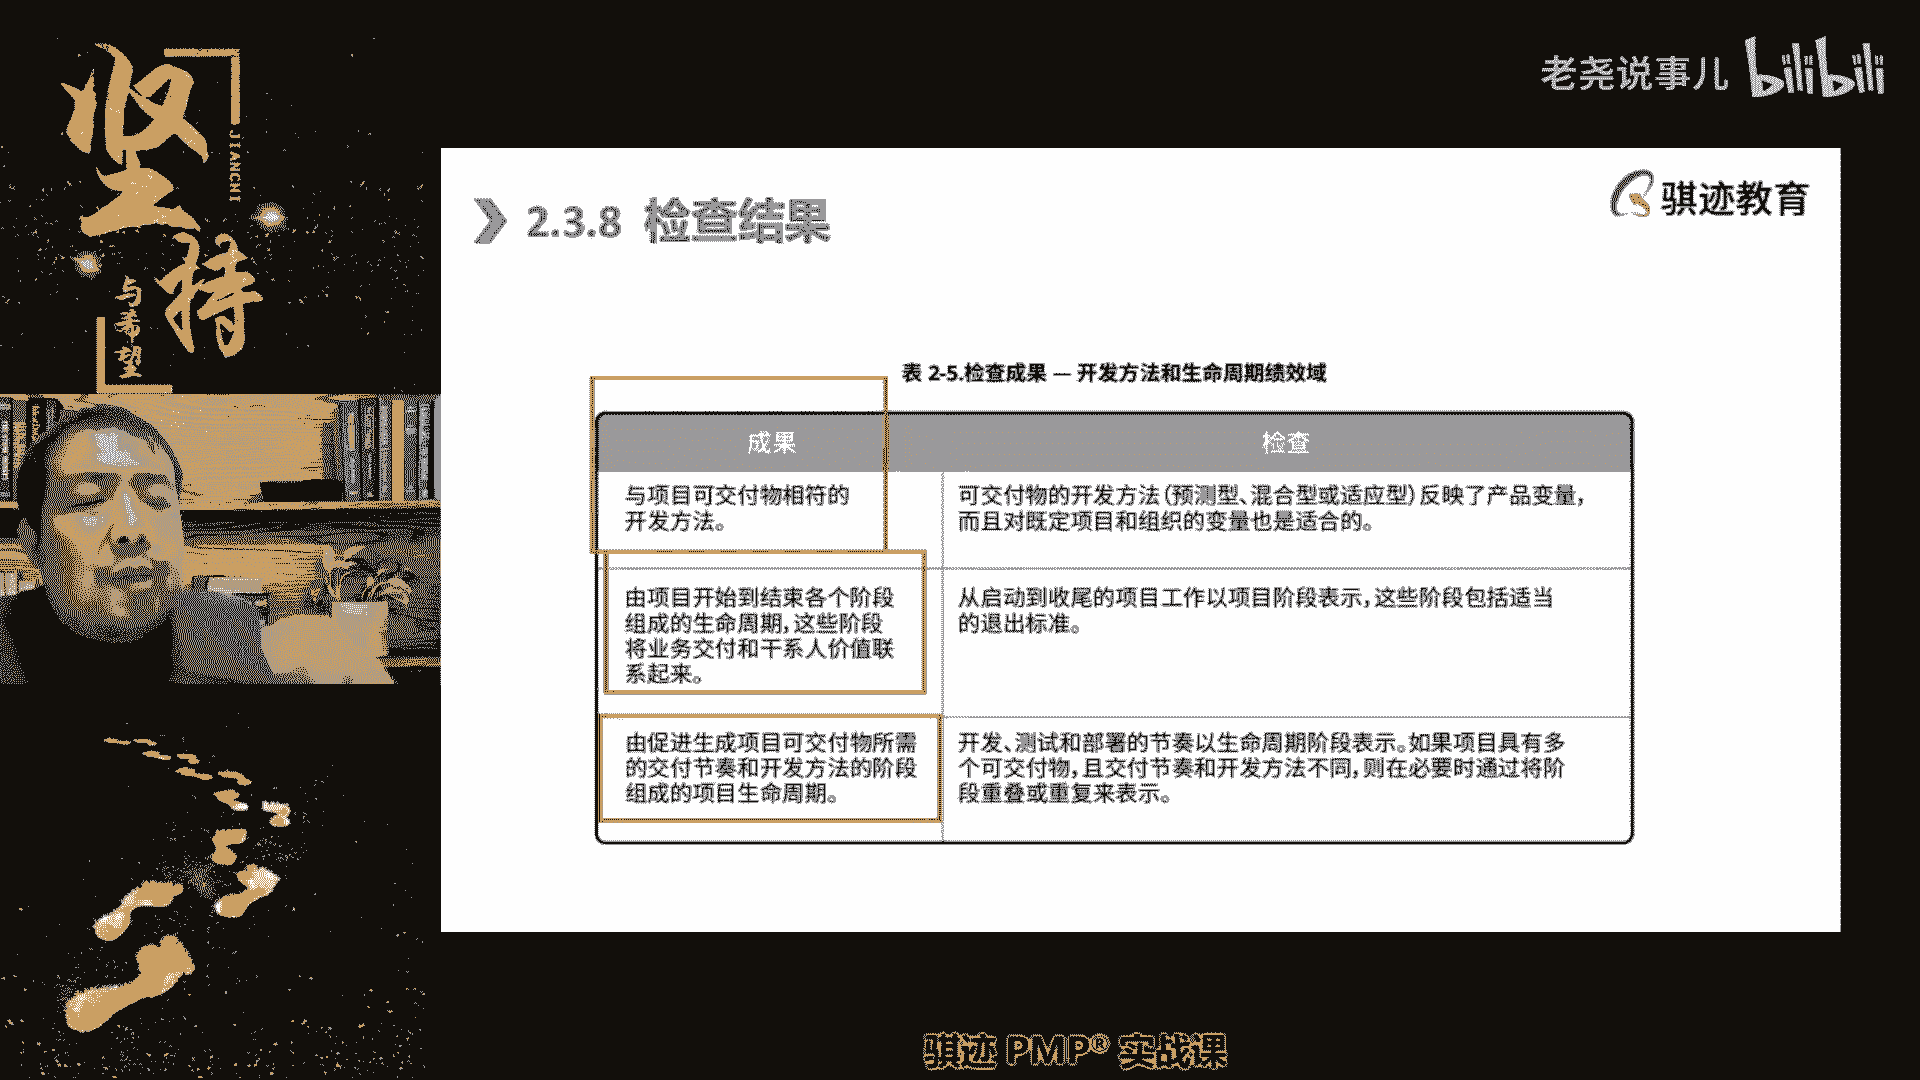 坚持
JIANCHI
与希望
老尧说事儿 bilibili
骐迹教育
2.3.8 检查结果
表 2-5.检查成果 — 开发方法和生命周期绩效域
成果
检查
与项目可交付物相符的
开发方法。
可交付物的开发方法（预测型、混合型或适应型）反映了产品变量，
而且对既定项目和组织的变量也是适合的。
由项目开始到结束各个阶段
组成的生命周期，这些阶段
将业务交付和干系人价值联
系起来。
从启动到收尾的项目工作以项目阶段表示，这些阶段包括适当
的退出标准。
由促进生成项目可交付物所需
的交付节奏和开发方法的阶段
组成的项目生命周期。
开发、测试和部署的节奏以生命周期阶段表示。如果项目具有多
个可交付物，且交付节奏和开发方法不同，则在必要时通过将阶
段重叠或重复来表示。
骐迹 PMP® 实战课